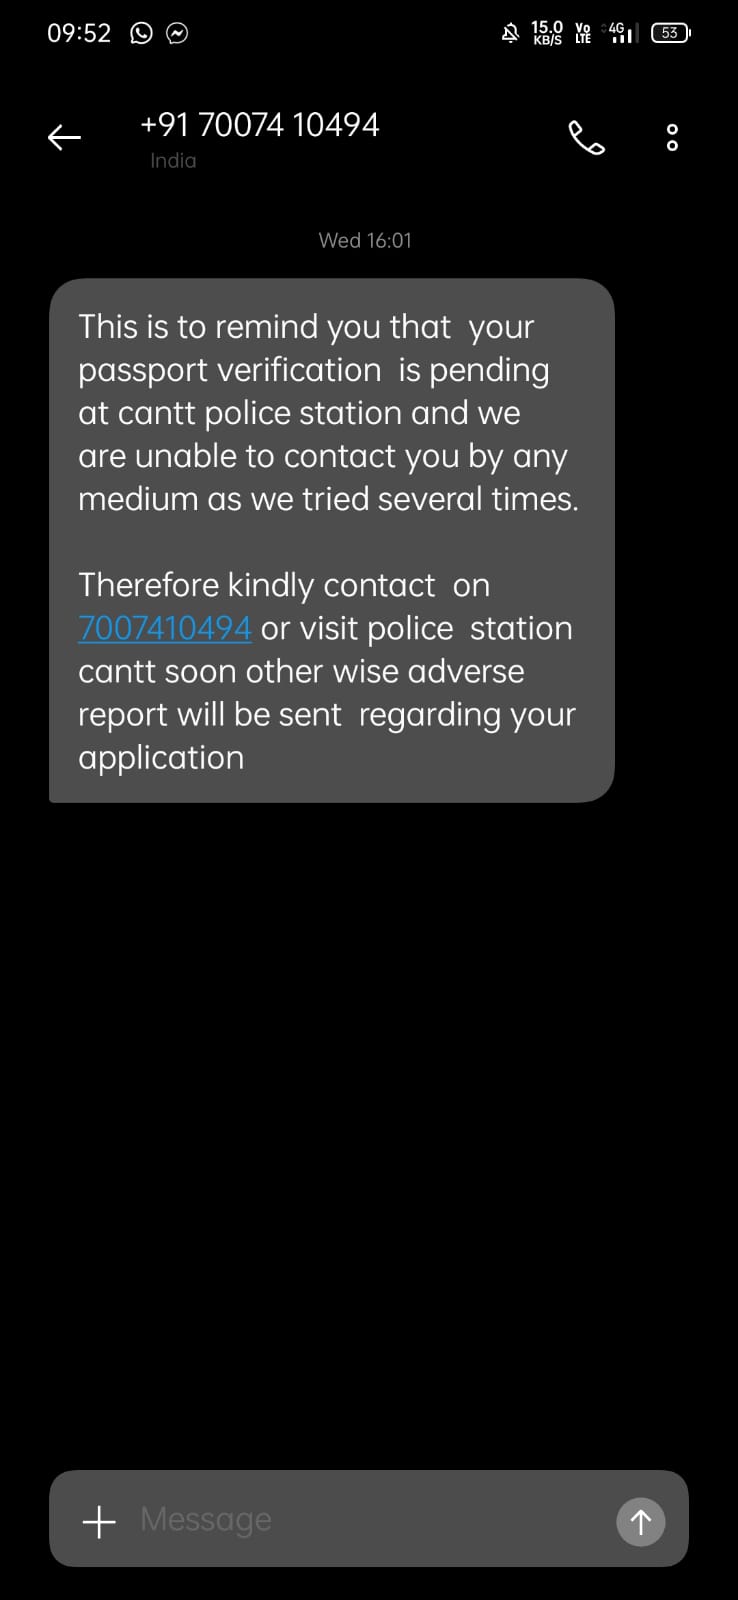 09:52
15.0 KB/S
Vo LTE
4G
53
+91 70074 10494
India
Wed 16:01
This is to remind you that  your
passport verification  is pending
at cantt police station and we
are unable to contact you by any
medium as we tried several times.
Therefore kindly contact  on
7007410494 or visit police  station
cantt soon other wise adverse
report will be sent  regarding your
application
Message